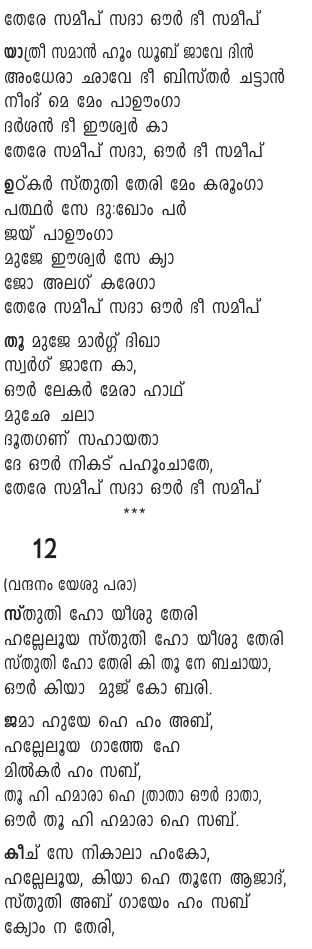 തേരേ സമീപ് സദാ ഔർ ഭീ സമീപ്
യാത്രീ സമാൻ ഹൂം ഡൂബ് ജാവേ ദിൻ
അംധേരാ ഛാവേ ഭീ ബിസ്തർ ചട്ടാൻ
നീംദ് മെ മേം പാഊംഗാ
ദർശൻ ഭീ ഈശ്വർ കാ
തേരേ സമീപ് സദാ, ഔർ ഭീ സമീപ്
ഉഠ്കർ സ്തുതി തേരി മേം കരൂംഗാ
പത്ഥർ സേ ദു:ഖോം പർ
ജയ് പാഊംഗാ
മുജേ ഈശ്വർ സേ ക്യാ
ജോ അലഗ് കരേഗാ
തേരേ സമീപ് സദാ ഔർ ഭീ സമീപ്
തൂ മുജേ മാർഗ്ഗ് ദിഖാ
സ്വർഗ് ജാനേ കാ,
ഔർ ലേകർ മേരാ ഹാഥ്
മുഛേ ചലാ
ദൂതഗണ് സഹായതാ
ദേ ഔർ നികട് പഹൂംചാതേ,
തേരേ സമീപ് സദാ ഔർ ഭീ സമീപ്
***
12
(വന്ദനം യേശു പരാ)
സ്തുതി ഹോ യീശു തേരി
ഹല്ലേലൂയ സ്തുതി ഹോ യീശു തേരി
സ്തുതി ഹോ തേരി കി തൂ നേ ബചായാ,
ഔർ കിയാ മുജ് കോ ബരി.
ജമാ ഹുയേ ഹെ ഹം അബ്,
ഹല്ലേലൂയ ഗാത്തേ ഹേ
മിൽകർ ഹം സബ്,
തൂ ഹി ഹമാരാ ഹെ ത്രാതാ ഔർ ദാതാ,
ഔർ തൂ ഹി ഹമാരാ ഹെ സബ്.
കീച് സേ നികാലാ ഹംകോ,
ഹല്ലേലൂയ, കിയാ ഹെ തൂനേ ആജാദ്,
സ്തുതി അബ് ഗായേം ഹം സബ്
ക്യോം ന തേരി,